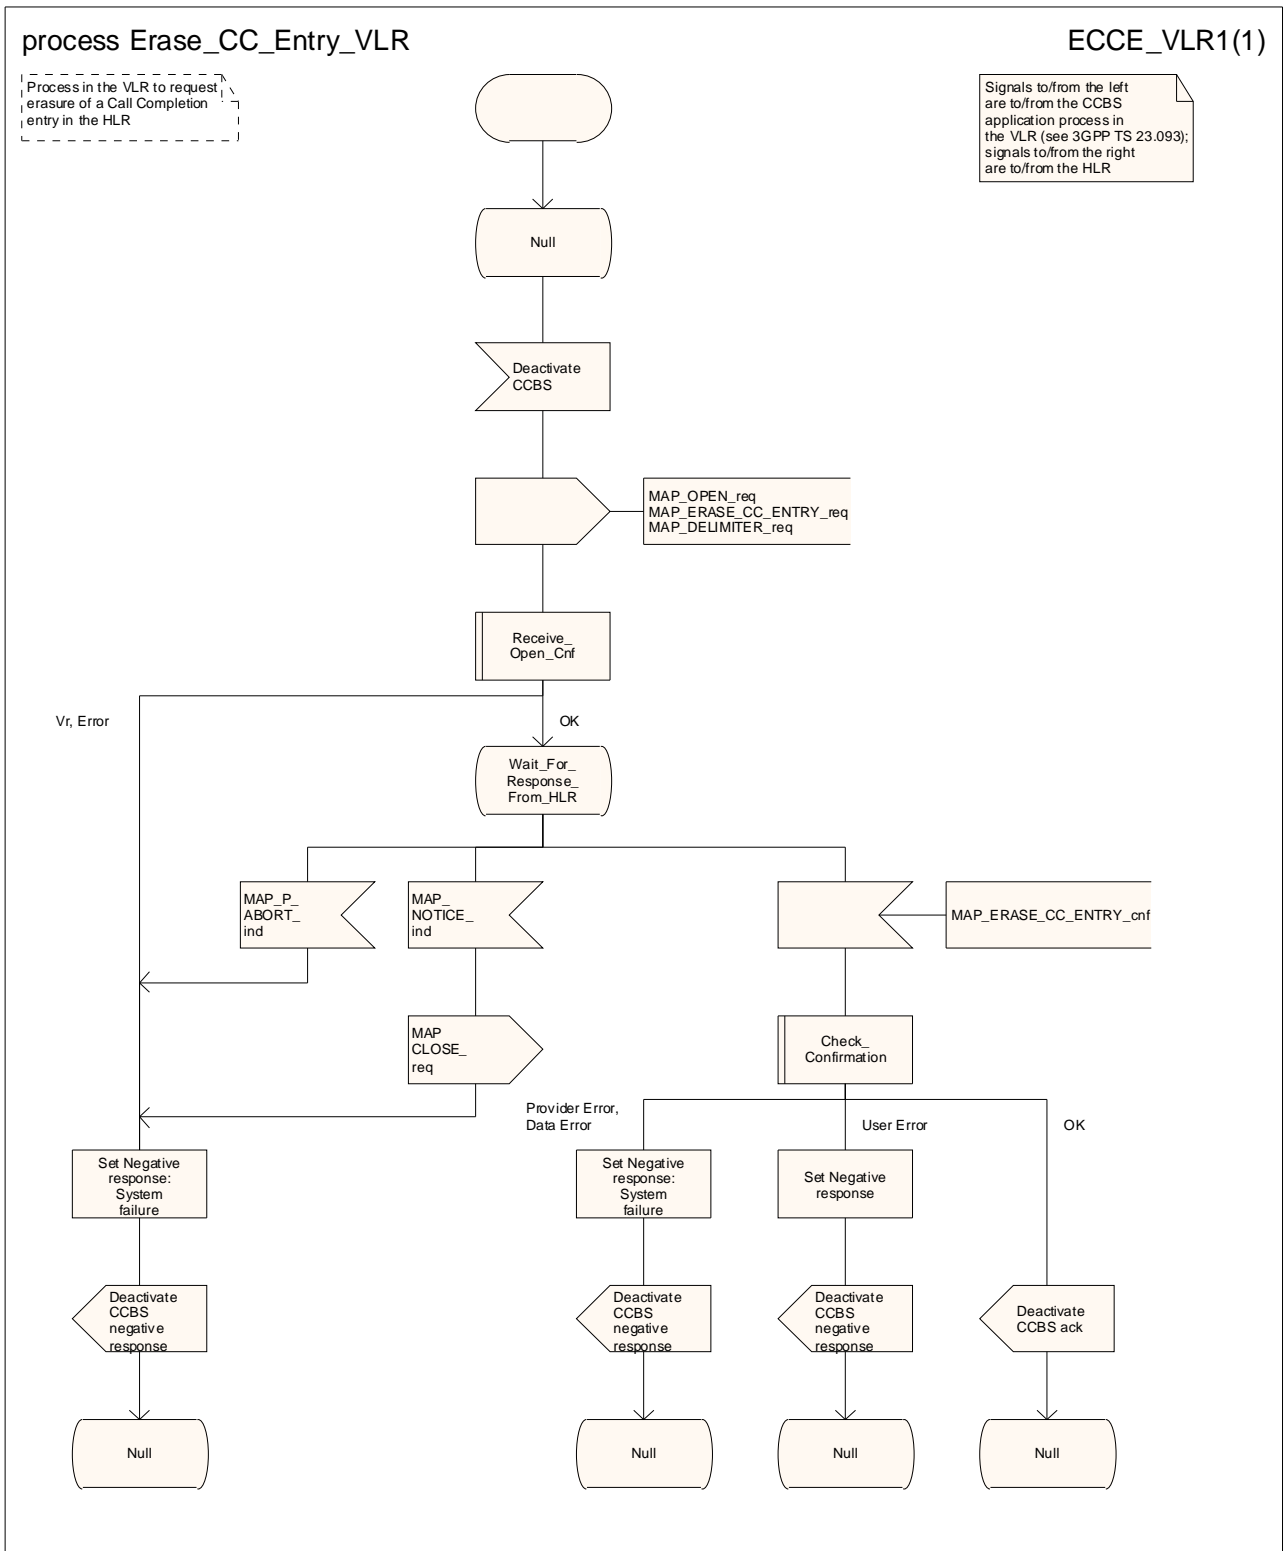 process Erase_CC_Entry_VLR
ECCE_VLR1(1)
Process in the VLR to request
erasure of a Call Completion
entry in the HLR
Signals to/from the left
are to/from the CCBS
application process in
the VLR (see 3GPP TS 23.093);
signals to/from the right
are to/from the HLR
Null
Deactivate
CCBS
MAP_OPEN_req
MAP_ERASE_CC_ENTRY_req
MAP_DELIMITER_req
Receive_
Open_Cnf
Vr, Error
OK
Wait_For_
Response_
From_HLR
MAP_P_
ABORT_
ind
MAP_
NOTICE_
ind
MAP_ERASE_CC_ENTRY_cnf
MAP
CLOSE_
req
Check_
Confirmation
Provider Error,
Data Error
User Error
OK
Set Negative
response:
System
failure
Set Negative
response:
System
failure
Set Negative
response
Deactivate
CCBS
negative
response
Deactivate
CCBS
negative
response
Deactivate
CCBS
negative
response
Deactivate
CCBS ack
Null
Null
Null
Null